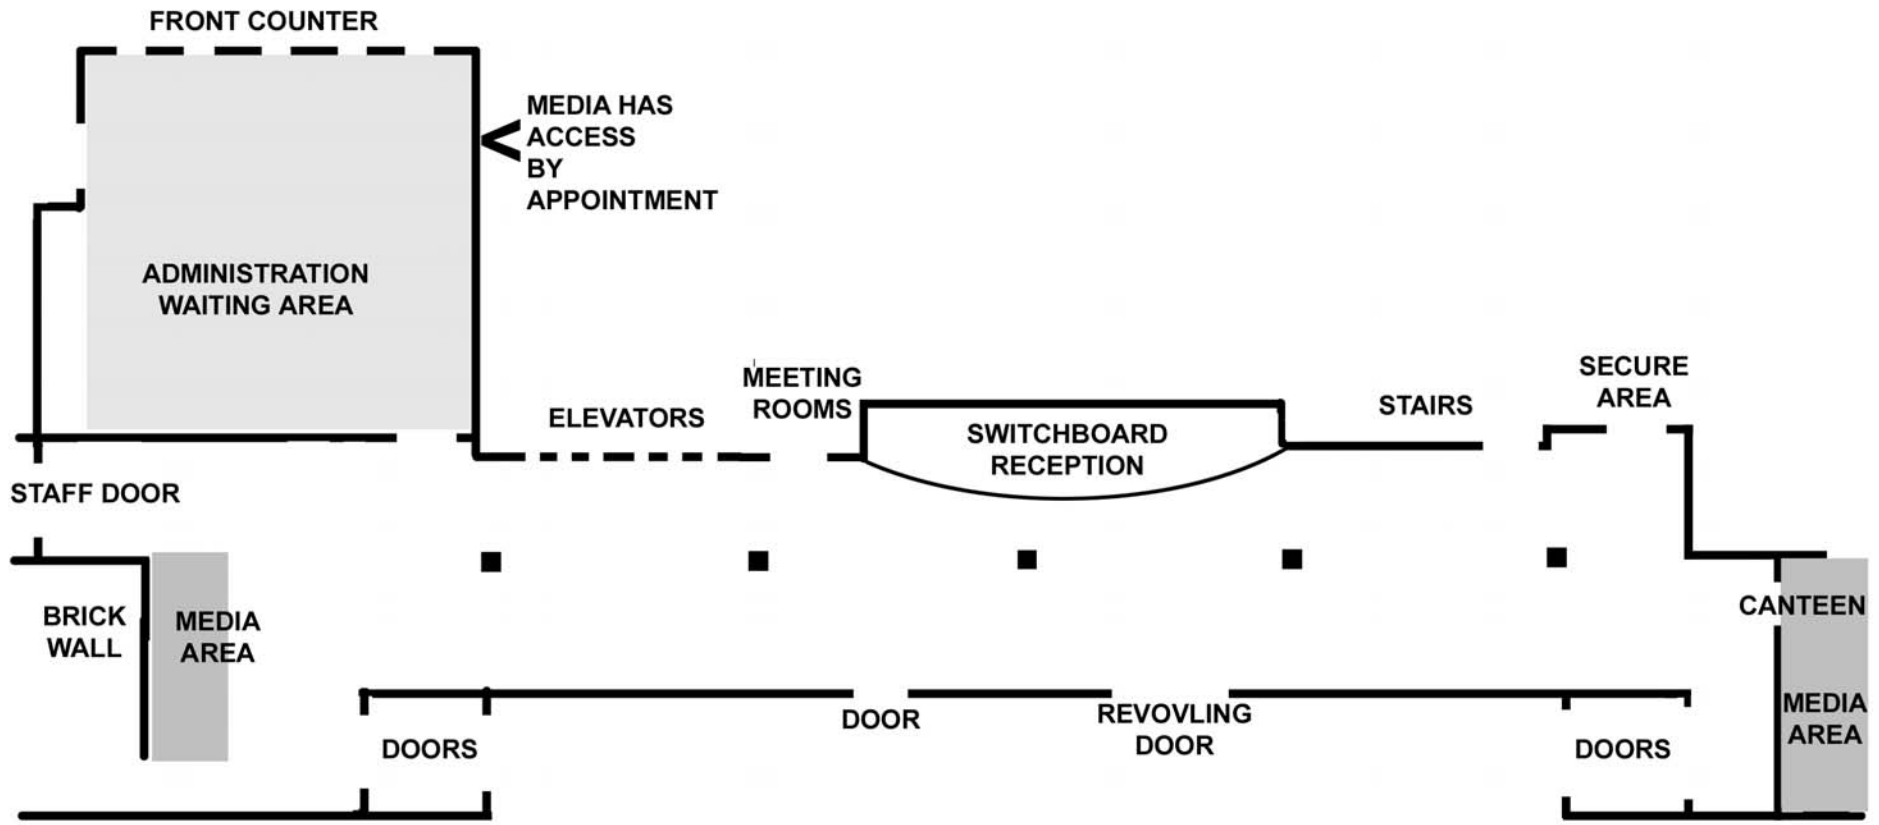 FRONT COUNTER
MEDIA HAS
ACCESS
BY
APPOINTMENT
ADMINISTRATION
WAITING AREA
ELEVATORS
MEETING
ROOMS
SWITCHBOARD
RECEPTION
STAIRS
SECURE
AREA
STAFF DOOR
BRICK
WALL
MEDIA
AREA
CANTEEN
DOORS
DOOR
REVOVLING
DOOR
DOORS
MEDIA
AREA